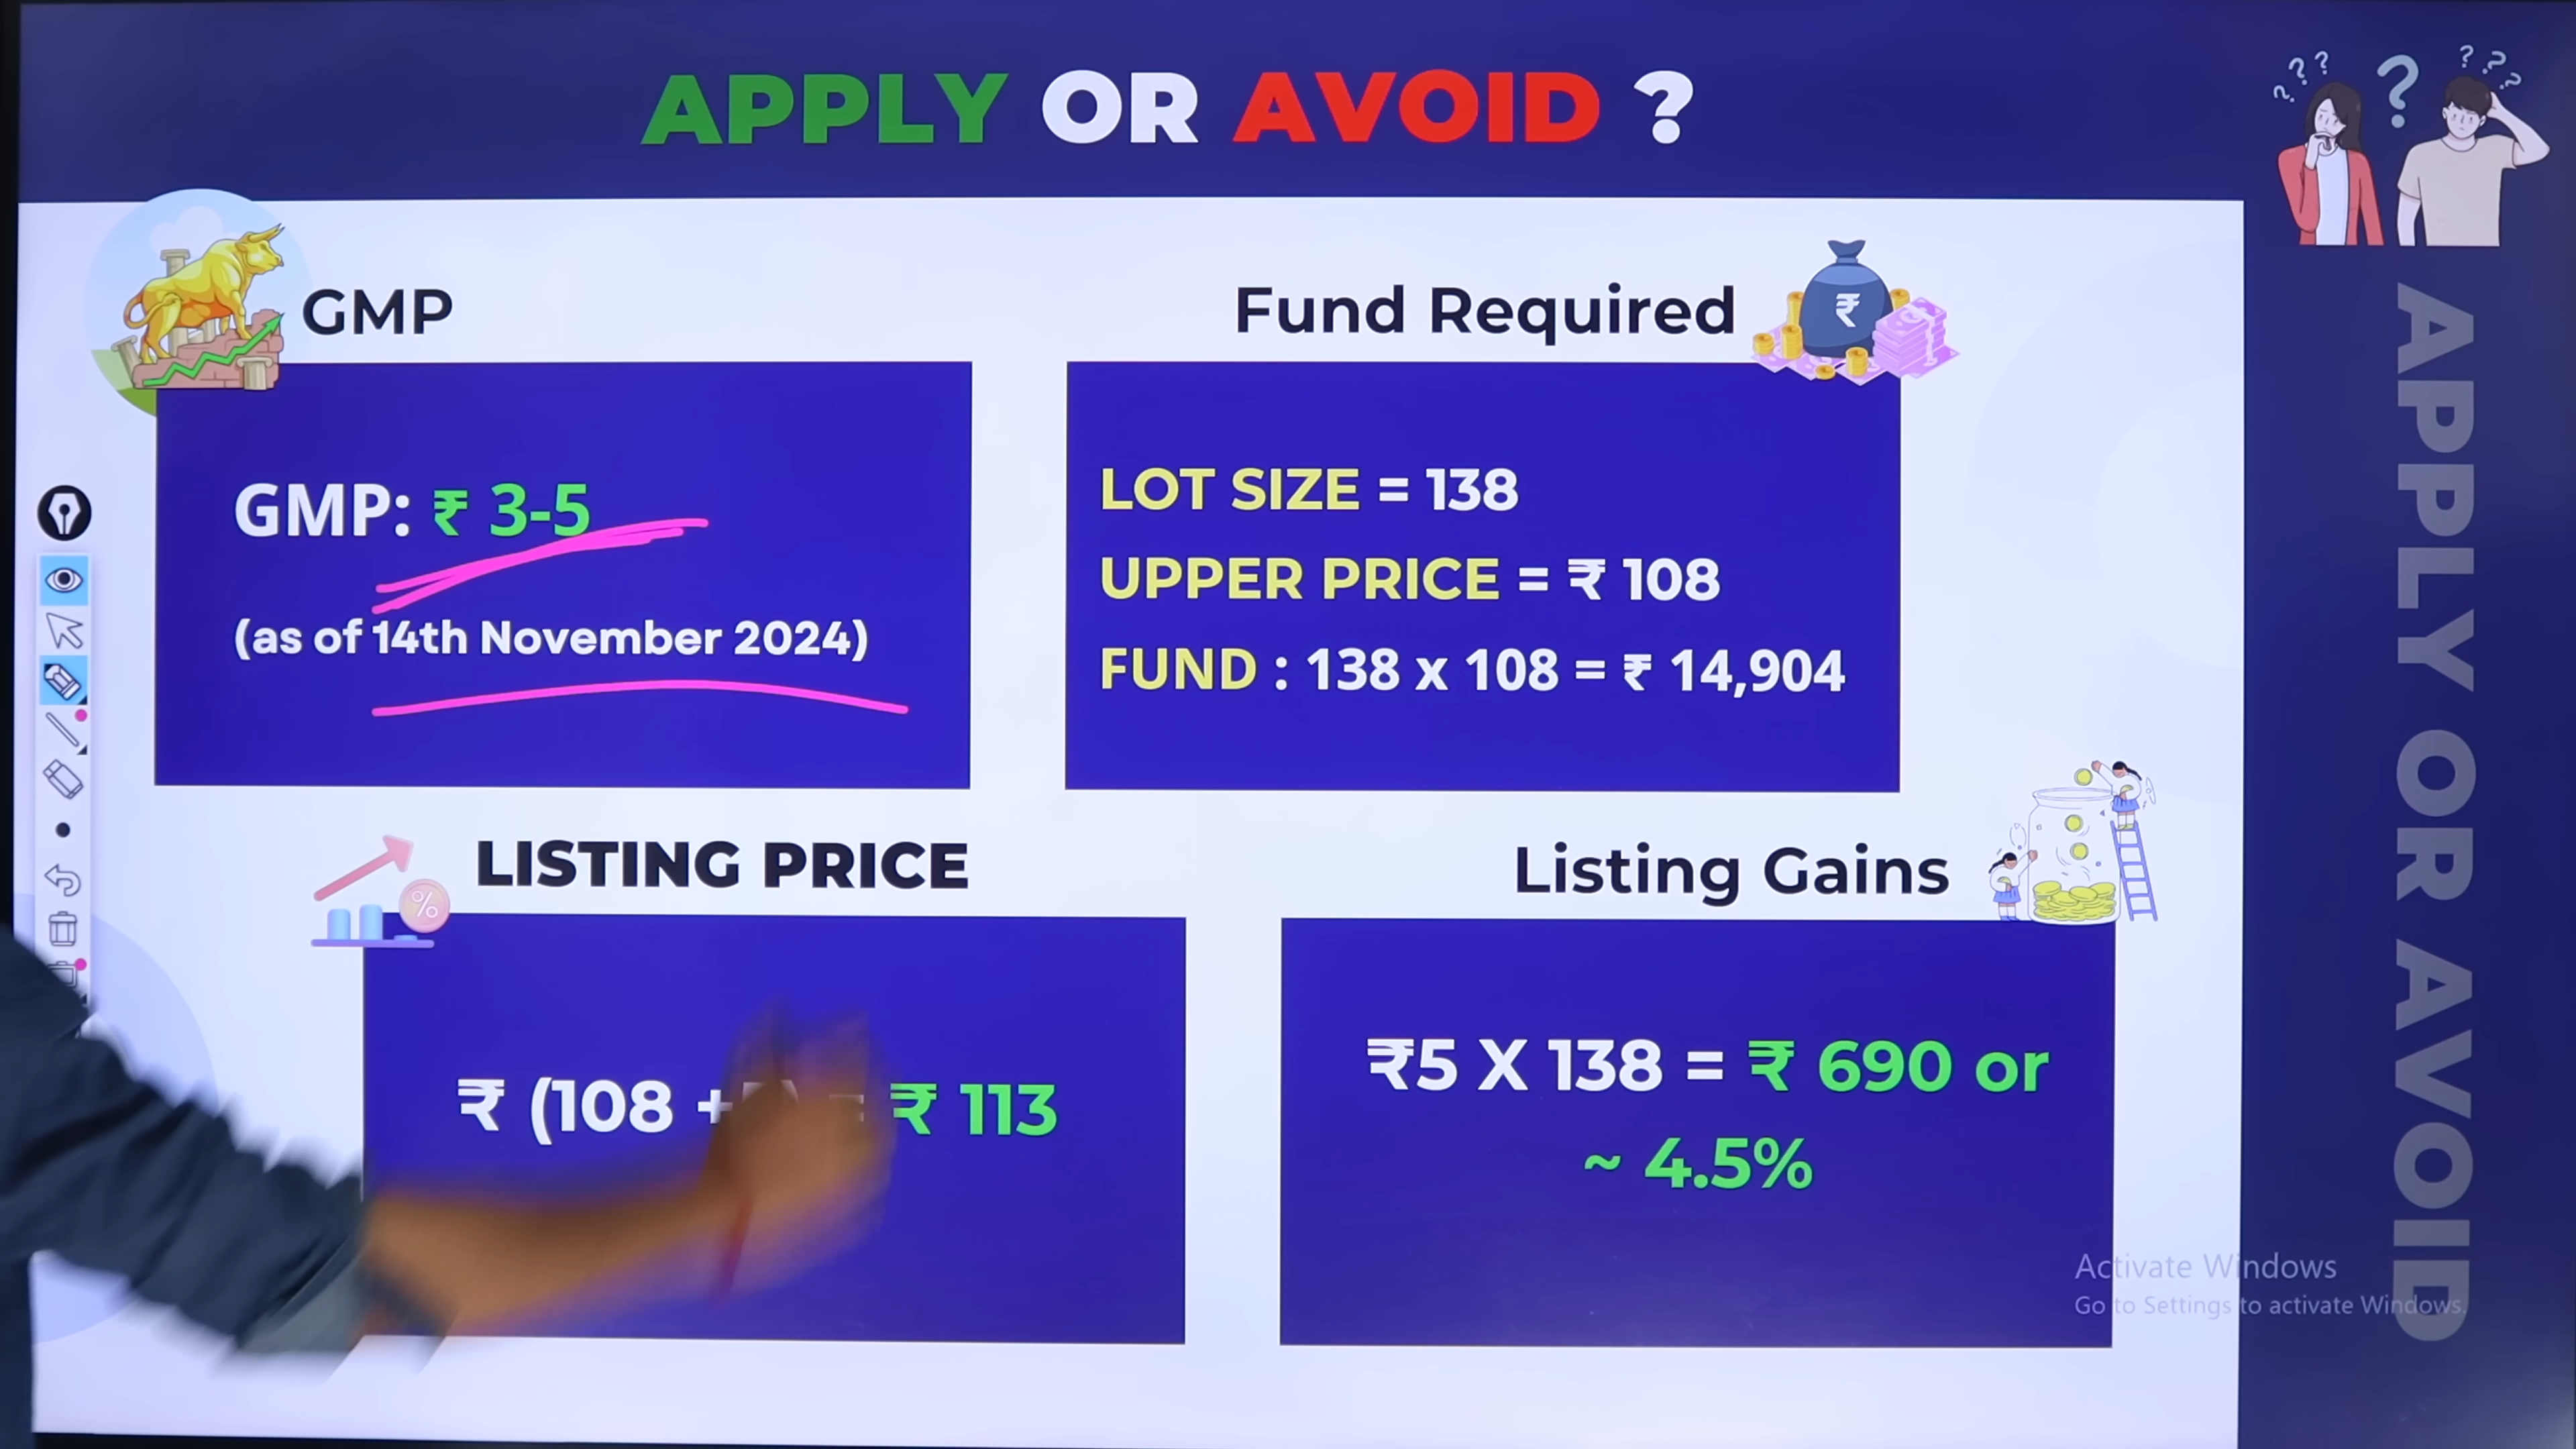 APPLY OR AVOID ?
GMP
GMP: ₹ 3-5
(as of 14th November 2024)
Fund Required
₹
LOT SIZE = 138
UPPER PRICE = ₹ 108
FUND : 138 x 108 = ₹ 14,904
LISTING PRICE
%
₹ (108 + ) = ₹ 113
Listing Gains
₹5 X 138 = ₹ 690 or
~ 4.5%
APPLY OR AVOID
Activate Windows
Go to Settings to activate Windows.